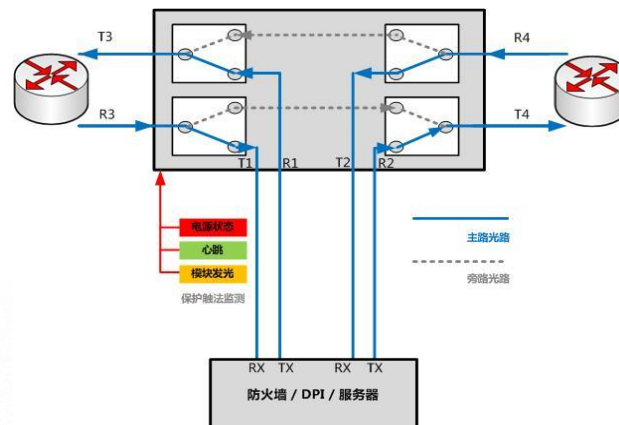 T3
R4
R3
T4
T1 R1 T2 R2
电源状态
心跳
模块发光
保护触法监测
主路光路
旁路光路
RX TX RX TX
防火墙 / DPI / 服务器